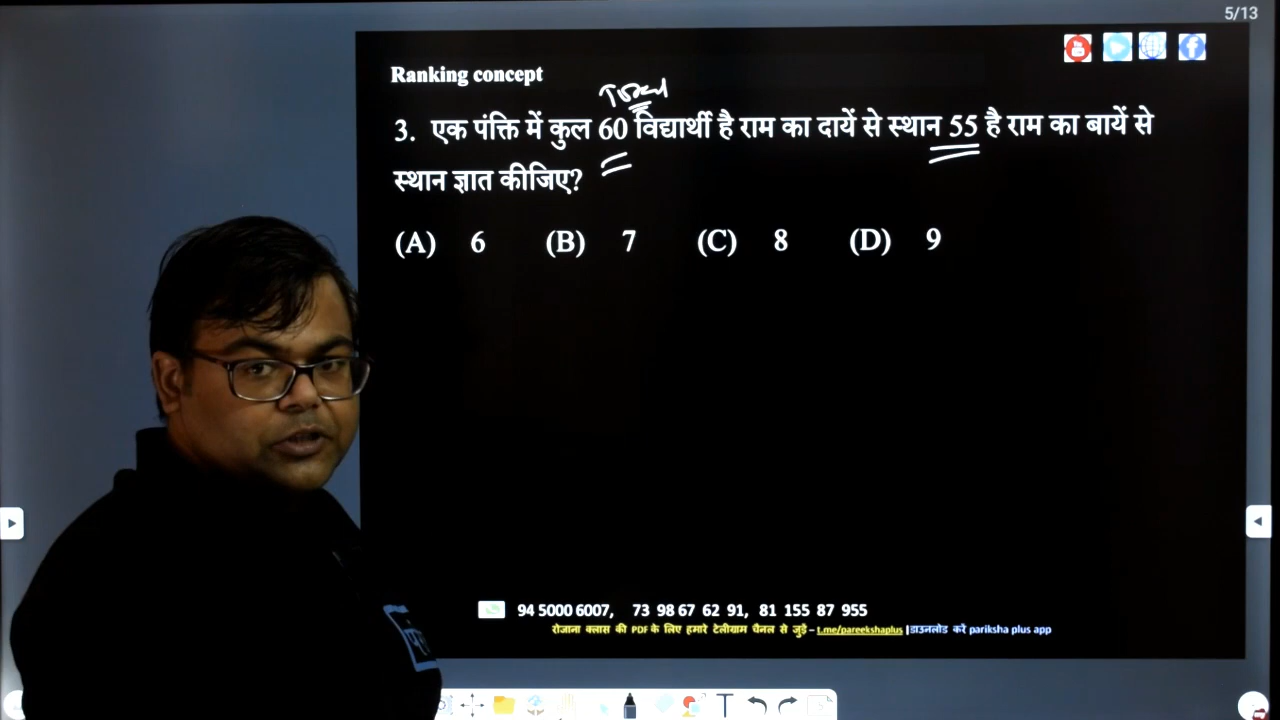 5/13
Ranking concept
Total
3. एक पंक्ति में कुल 60 विद्यार्थी है राम का दायें से स्थान 55 है राम का बायें से
स्थान ज्ञात कीजिए?
(A) 6 (B) 7 (C) 8 (D) 9
94 5000 6007, 73 98 67 62 91, 81 155 87 955
रोजाना क्लास की PDF के लिए हमारे टेलीग्राम चैनल से जुड़े – t.me/pareekshaplus | डाउनलोड करें pariksha plus app